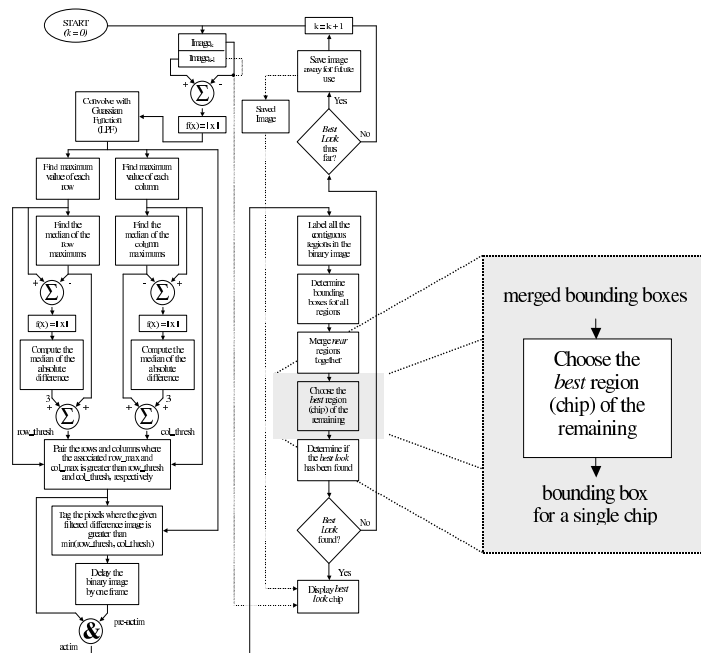 START
(k = 0)
k = k + 1
Image_k
Image_k-1
+
-
Σ
f(x) = | x |
Save image
away for future
use
Saved
Image
Yes
Best
Look
thus
far?
No
Convolve with
Guassian
Function
(LPF)
Find maximum
value of each
row
Find maximum
value of each
column
Find the
median of the
row
maximums
Find the
median of the
column
maximums
+
-
Σ
-
+
Σ
f(x) = | x |
f(x) = | x |
Compute the
median of the
absolute
difference
Compute the
median of the
absolute
difference
3
+
+
Σ
3
+
+
Σ
row_thresh
col_thresh
Pair the rows and columns where
the associated row_max and
col_max is greater than row_thresh
and col_thresh, respectively
Tag the pixels where the given
filtered difference image is
greater than
min(row_thresh, col_thresh)
Delay the
binary image
by one frame
&
pre-actim
actim
Label all the
contiguous
regions in the
binary image
Determine
bounding
boxes for all
regions
Merge near
regions
together
Choose the
best region
(chip) of the
remaining
Determine if
the best look
has been found
Best
Look
found?
No
Yes
Display best
look chip
merged bounding boxes
Choose the
best region
(chip) of the
remaining
bounding box
for a single chip